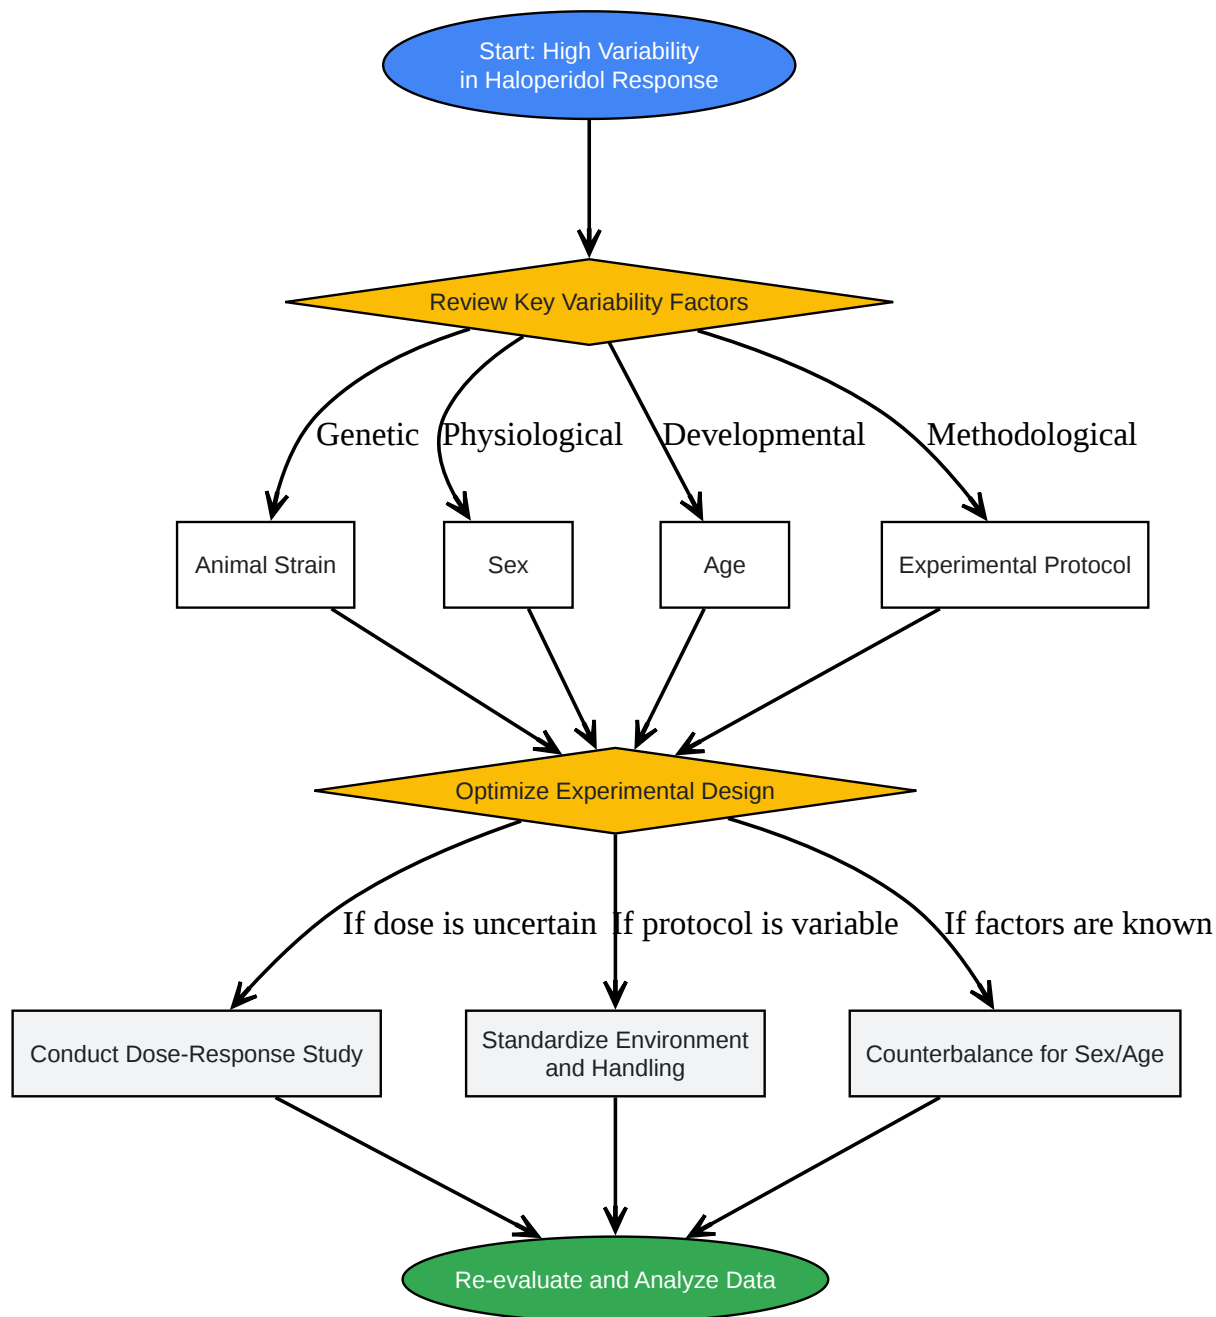 Start: High Variability
in Haloperidol Response
Review Key Variability Factors
Genetic
Physiological
Developmental
Methodological
Animal Strain
Sex
Age
Experimental Protocol
Optimize Experimental Design
If dose is uncertain
If protocol is variable
If factors are known
Conduct Dose-Response Study
Standardize Environment
and Handling
Counterbalance for Sex/Age
Re-evaluate and Analyze Data